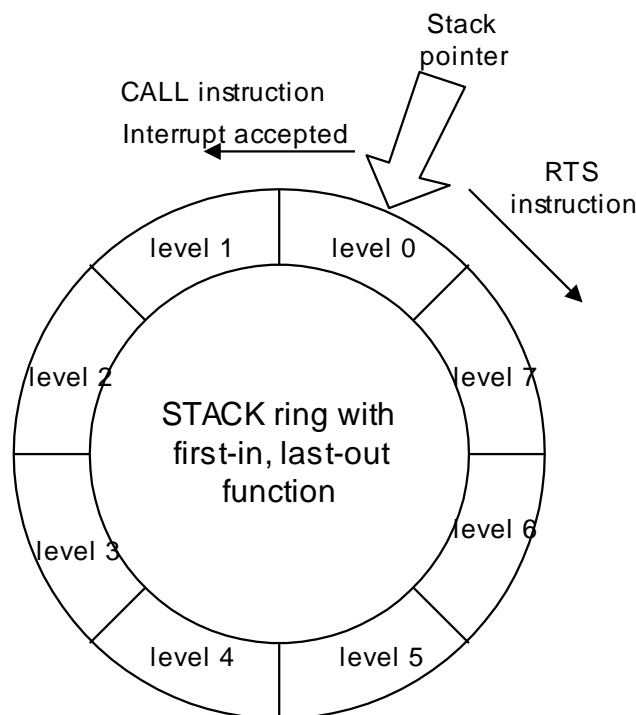 Stack
pointer
CALL instruction
Interrupt accepted
RTS
instruction
level 1
level 0
level 2
level 7
STACK ring with
first-in, last-out
function
level 3
level 6
level 4
level 5